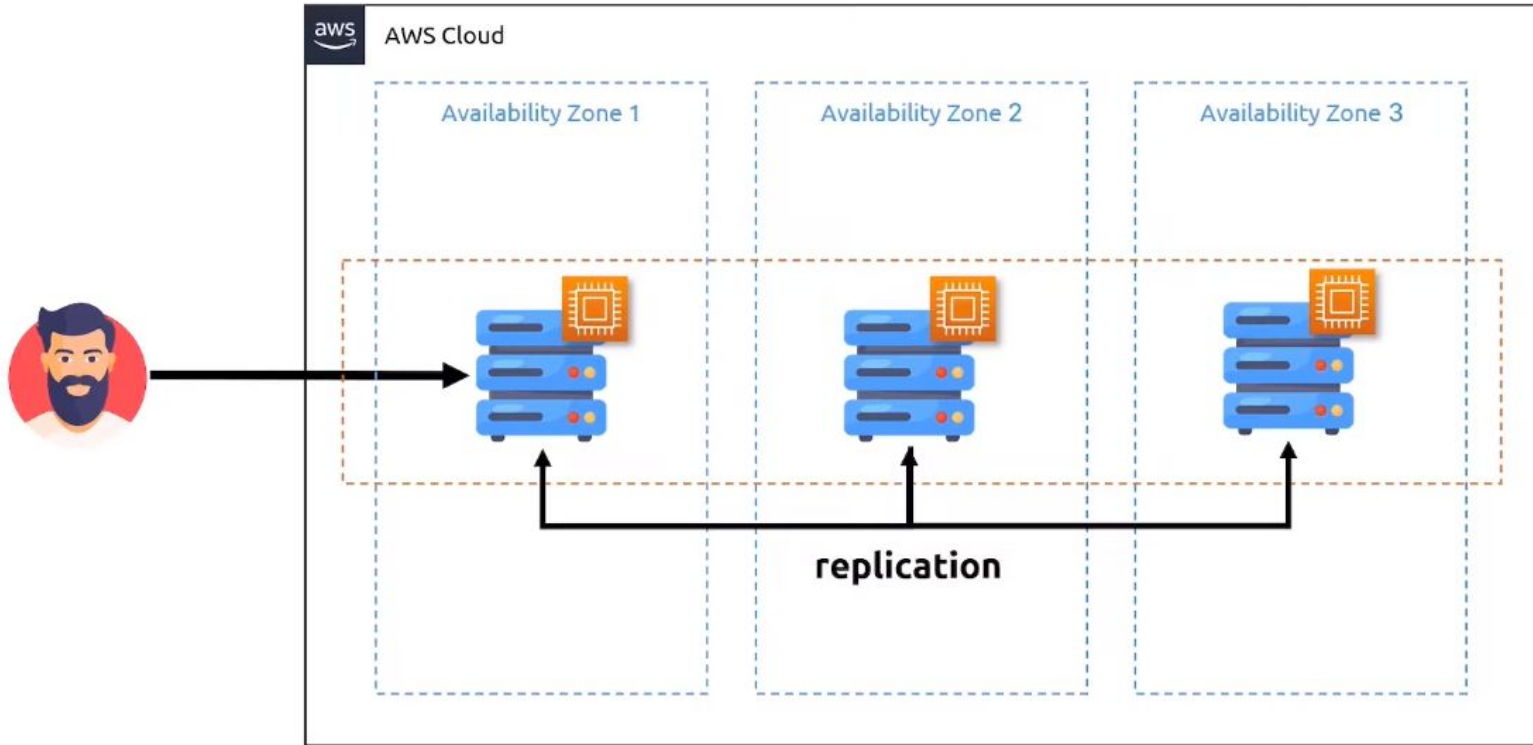 aws
AWS Cloud
Availability Zone 1
Availability Zone 2
Availability Zone 3
replication